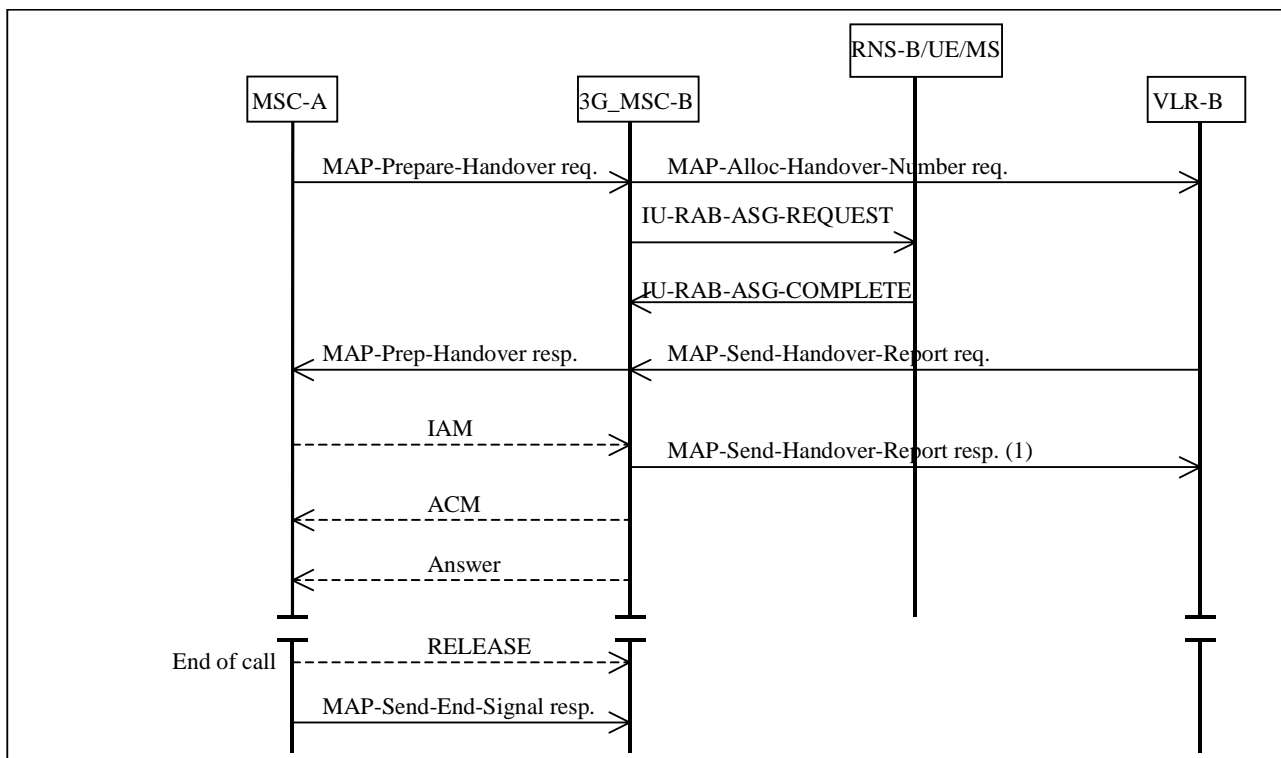 RNS-B/UE/MS
MSC-A
3G_MSC-B
VLR-B
MAP-Prepare-Handover req.
MAP-Alloc-Handover-Number req.
IU-RAB-ASG-REQUEST
IU-RAB-ASG-COMPLETE
MAP-Prep-Handover resp.
MAP-Send-Handover-Report req.
IAM
MAP-Send-Handover-Report resp. (1)
ACM
Answer
RELEASE
End of call
MAP-Send-End-Signal resp.